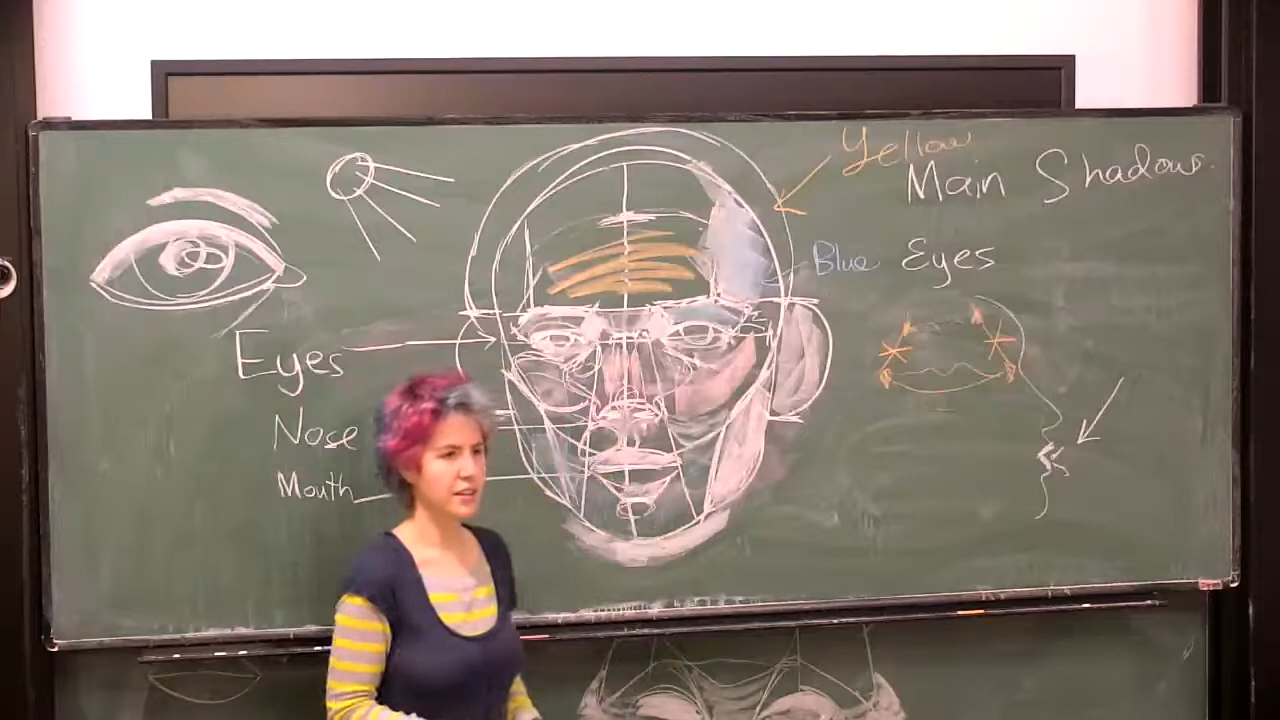 Yellow
Main Shadows.
Blue Eyes
Eyes
Nose
Mouth